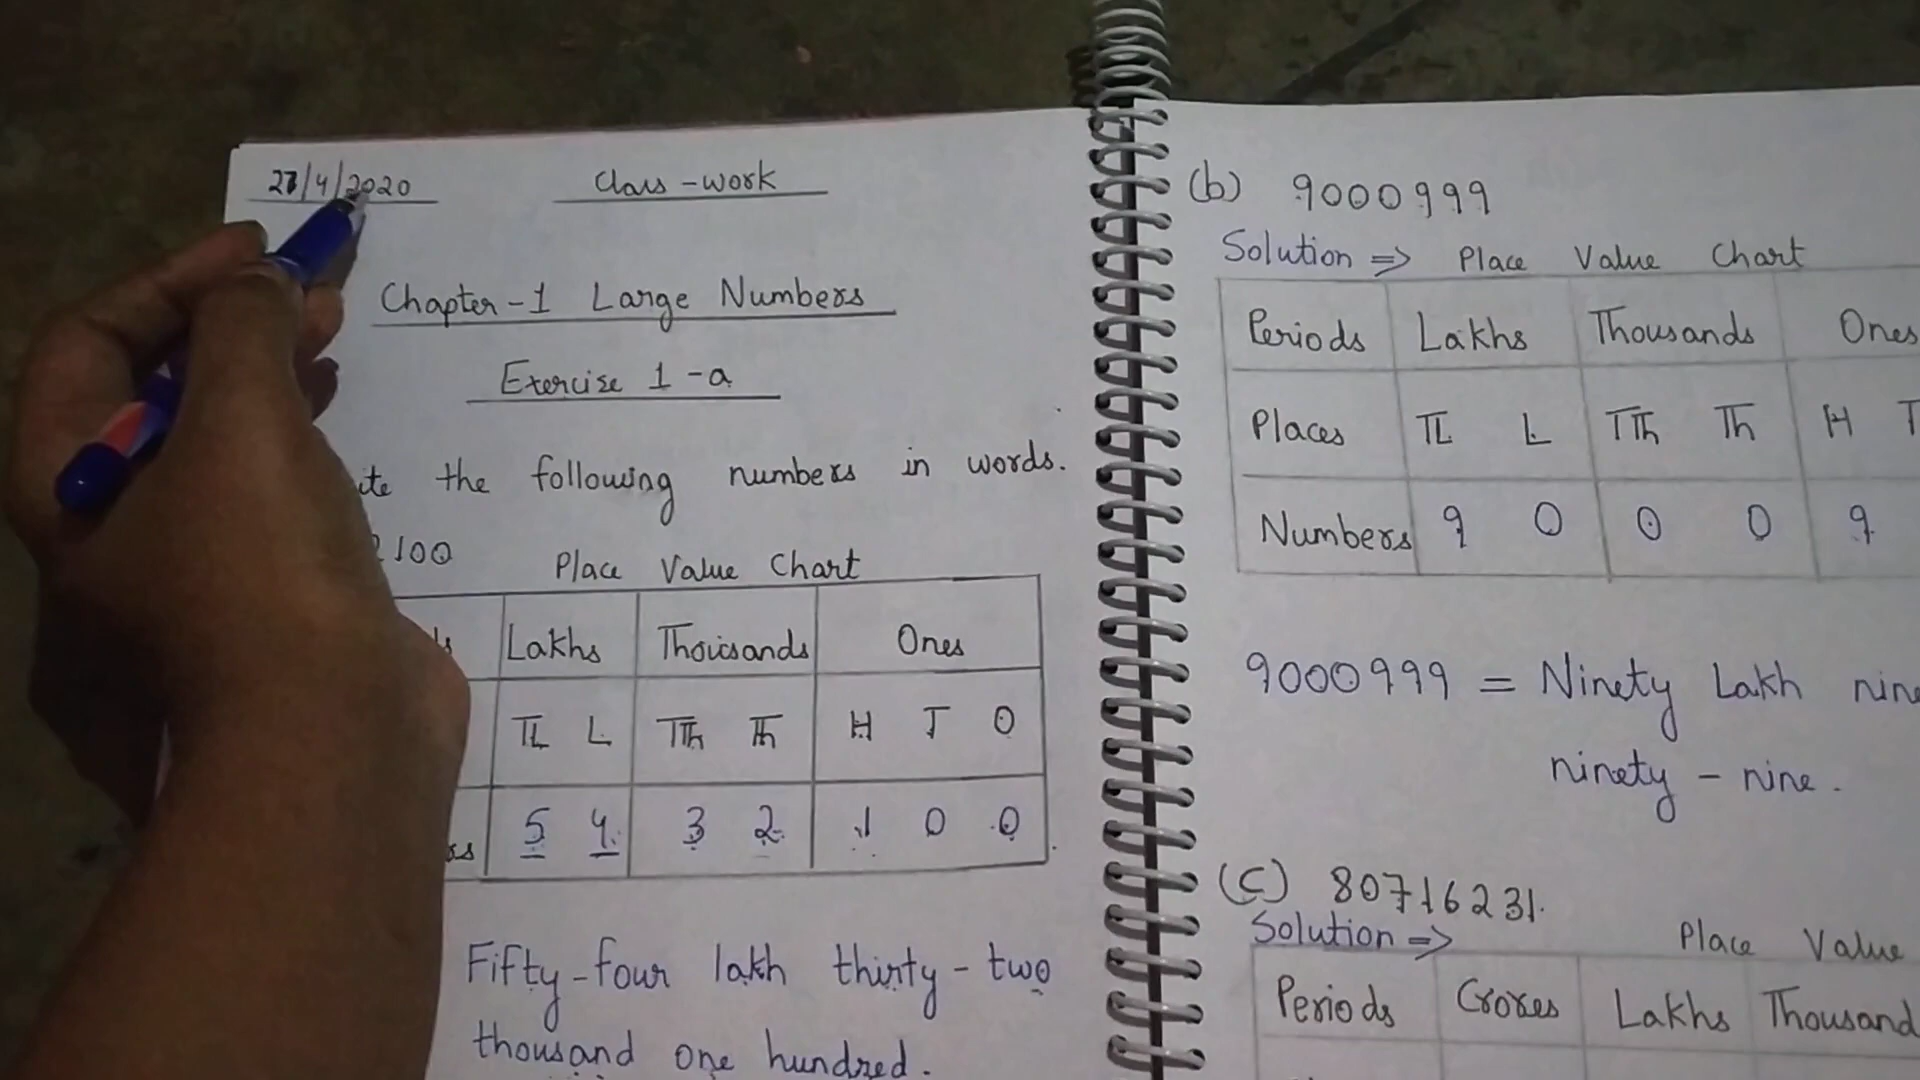 27/4/2020
Class-work
Chapter-1 Large Numbers
Exercise 1-a
the following numbers in words.
2100
Place Value Chart
Lakhs Thousands Ones
TL L TTh Th H T O
5 4 3 2 1 0 0
Fifty-four lakh thirty-two
thousand one hundred.
(b) 9000999
Solution => Place Value Chart
Periods Lakhs Thousands Ones
Places TL L TTh Th H T
Numbers 9 0 0 0 9
9000999 = Ninety Lakh nine
ninety-nine.
(c) 80716231.
Solution => Place Value
Periods Crores Lakhs Thousand